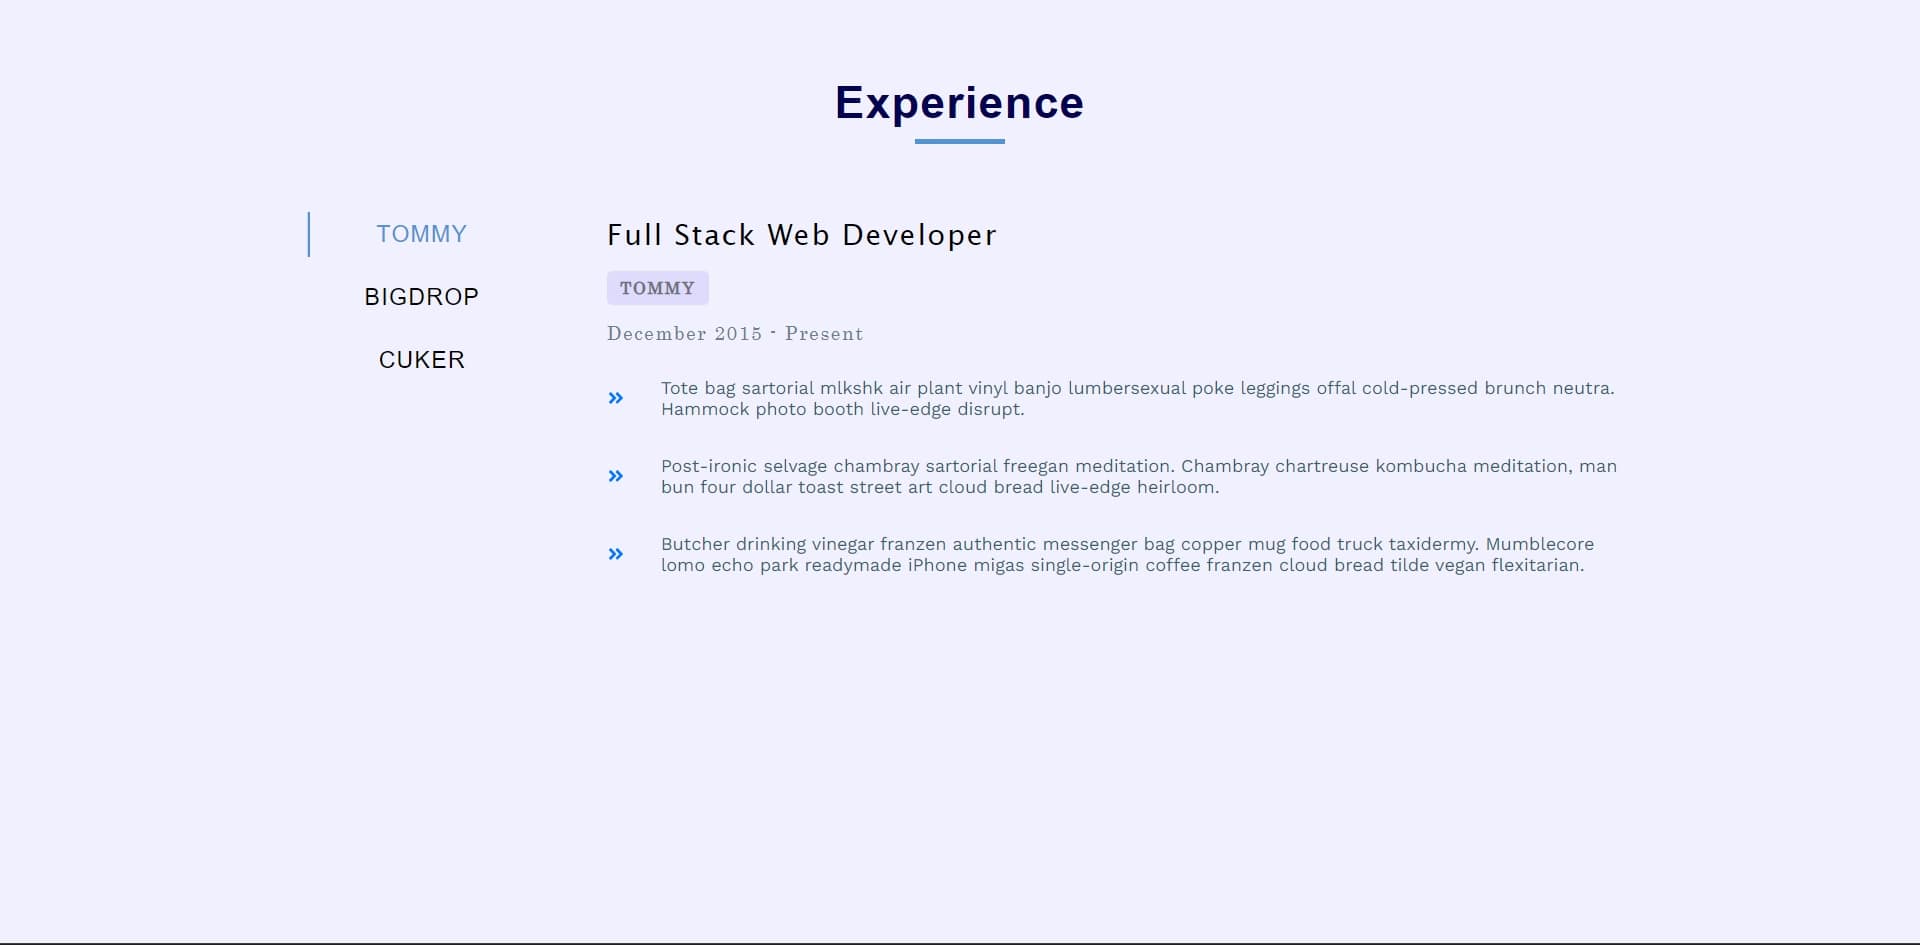 Experience
TOMMY
BIGDROP
CUKER
Full Stack Web Developer
TOMMY
December 2015 - Present
Tote bag sartorial mlkshk air plant vinyl banjo lumbersexual poke leggings offal cold-pressed brunch neutra.
Hammock photo booth live-edge disrupt.
Post-ironic selvage chambray sartorial freegan meditation. Chambray chartreuse kombucha meditation, man
bun four dollar toast street art cloud bread live-edge heirloom.
Butcher drinking vinegar franzen authentic messenger bag copper mug food truck taxidermy. Mumblecore
lomo echo park readymade iPhone migas single-origin coffee franzen cloud bread tilde vegan flexitarian.